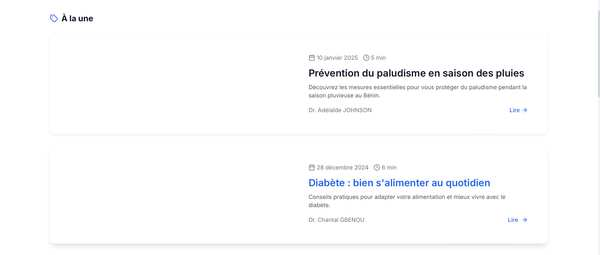 À la une
10 janvier 2025 5 min
Prévention du paludisme en saison des pluies
Découvrez les mesures essentielles pour vous protéger du paludisme pendant la
saison pluvieuse au Bénin.
Dr. Adélaïde JOHNSON
Lire →
28 décembre 2024 6 min
Diabète : bien s'alimenter au quotidien
Conseils pratiques pour adapter votre alimentation et mieux vivre avec le
diabète.
Dr. Chantal GBENOU
Lire →